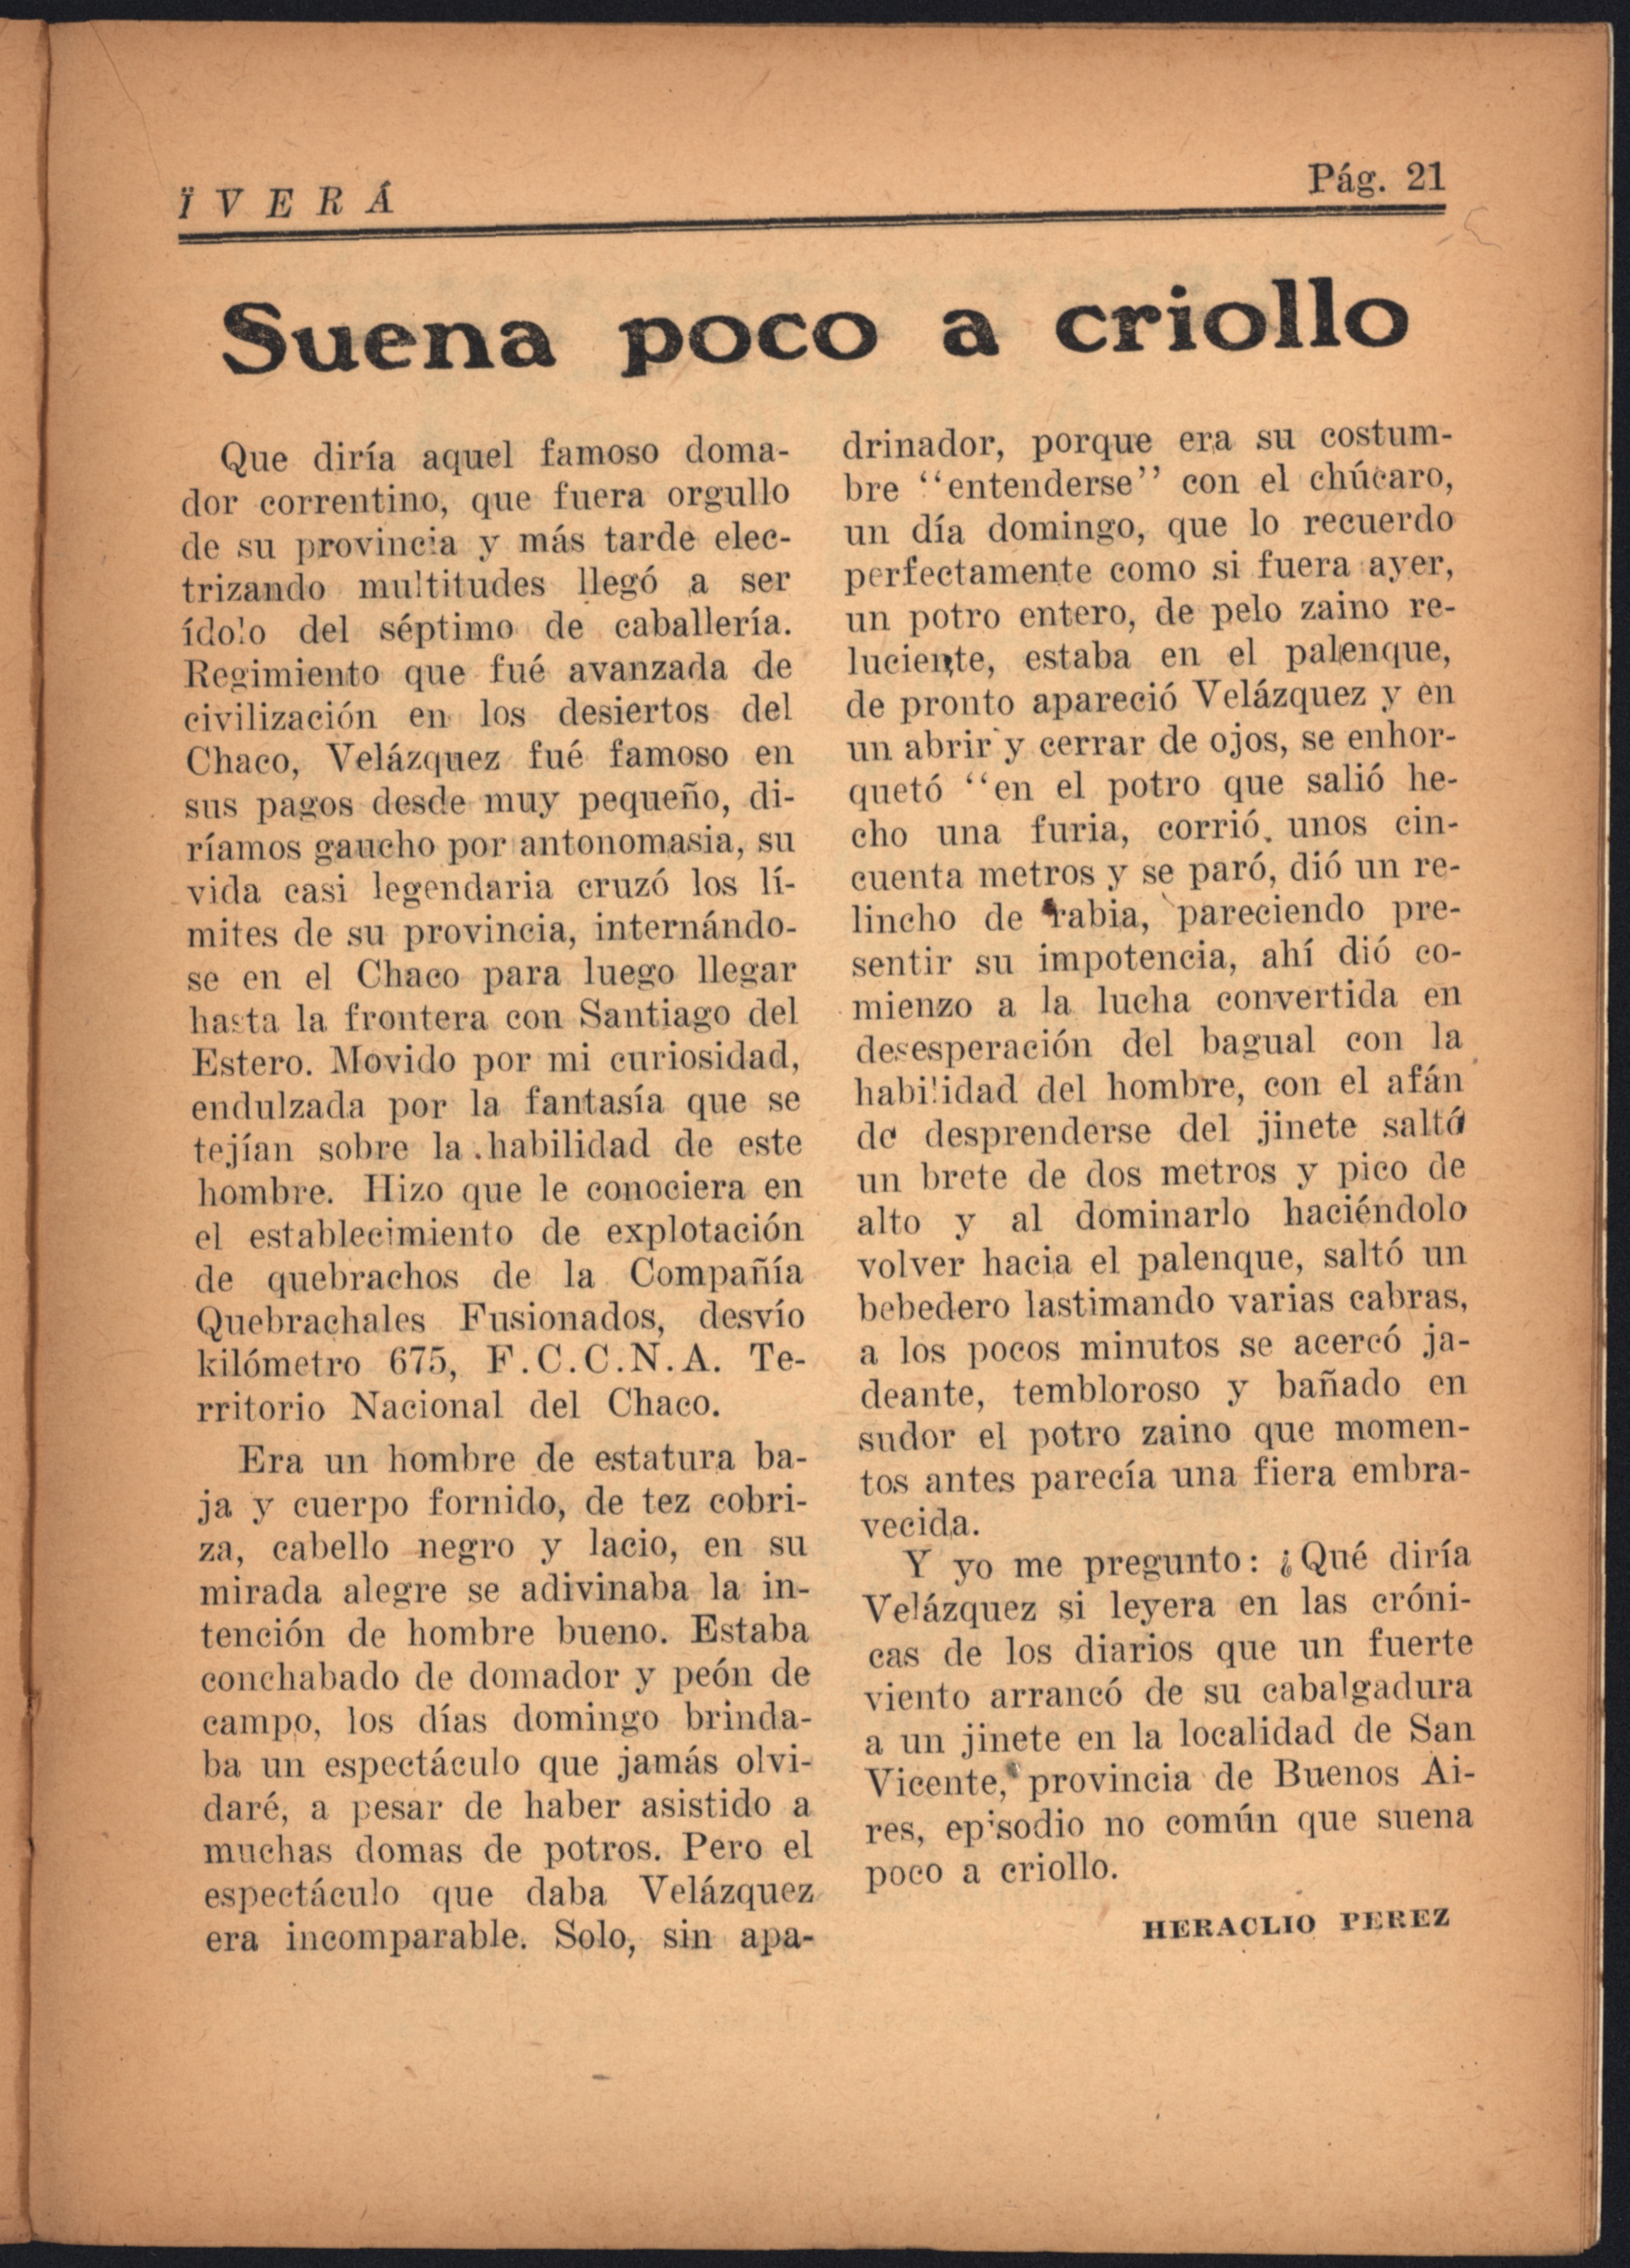 Ï V E R Á
Pág. 21
Suena poco a criollo
Que diría aquel famoso doma-
dor correntino, que fuera orgullo
de su provincia y más tarde elec-
trizando multitudes llegó a ser
ídolo del séptimo de caballería.
Regimiento que fué avanzada de
civilización en los desiertos del
Chaco, Velázquez fué famoso en
sus pagos desde muy pequeño, di-
ríamos gaucho por antonomasia, su
vida casi legendaria cruzó los lí-
mites de su provincia, internándo-
se en el Chaco para luego llegar
hasta la frontera con Santiago del
Estero. Movido por mi curiosidad,
endulzada por la fantasía que se
tejían sobre la habilidad de este
hombre. Hizo que le conociera en
el establecimiento de explotación
de quebrachos de la Compañía
Quebrachales Fusionados, desvío
kilómetro 675, F.C.C.N.A. Te-
rritorio Nacional del Chaco.
Era un hombre de estatura ba-
ja y cuerpo fornido, de tez cobri-
za, cabello negro y lacio, en su
mirada alegre se adivinaba la in-
tención de hombre bueno. Estaba
conchabado de domador y peón de
campo, los días domingo brinda-
ba un espectáculo que jamás olvi-
daré, a pesar de haber asistido a
muchas domas de potros. Pero el
espectáculo que daba Velázquez
era incomparable. Solo, sin apa-
drinador, porque era su costum-
bre “entenderse” con el chúcaro,
un día domingo, que lo recuerdo
perfectamente como si fuera ayer,
un potro entero, de pelo zaino re-
luciente, estaba en el palenque,
de pronto apareció Velázquez y en
un abrir y cerrar de ojos, se enhor-
quetó “en el potro que salió he-
cho una furia, corrió unos cin-
cuenta metros y se paró, dió un re-
lincho de rabia, pareciendo pre-
sentir su impotencia, ahí dió co-
mienzo a la lucha convertida en
desesperación del bagual con la
habilidad del hombre, con el afán
de desprenderse del jinete saltó
un brete de dos metros y pico de
alto y al dominarlo haciéndolo
volver hacia el palenque, saltó un
bebedero lastimando varias cabras,
a los pocos minutos se acercó ja-
deante, tembloroso y bañado en
sudor el potro zaino que momen-
tos antes parecía una fiera embra-
vecida.
Y yo me pregunto: ¿Qué diría
Velázquez si leyera en las cróni-
cas de los diarios que un fuerte
viento arrancó de su cabalgadura
a un jinete en la localidad de San
Vicente, provincia de Buenos Ai-
res, episodio no común que suena
poco a criollo.
HERACLIO PEREZ